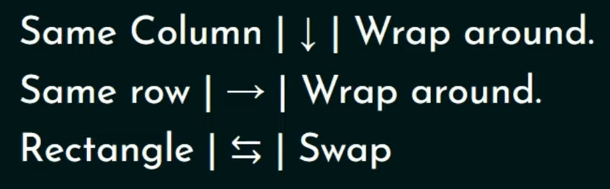 Same Column | ↓ | Wrap around.
Same row | → | Wrap around.
Rectangle | ⇆ | Swap